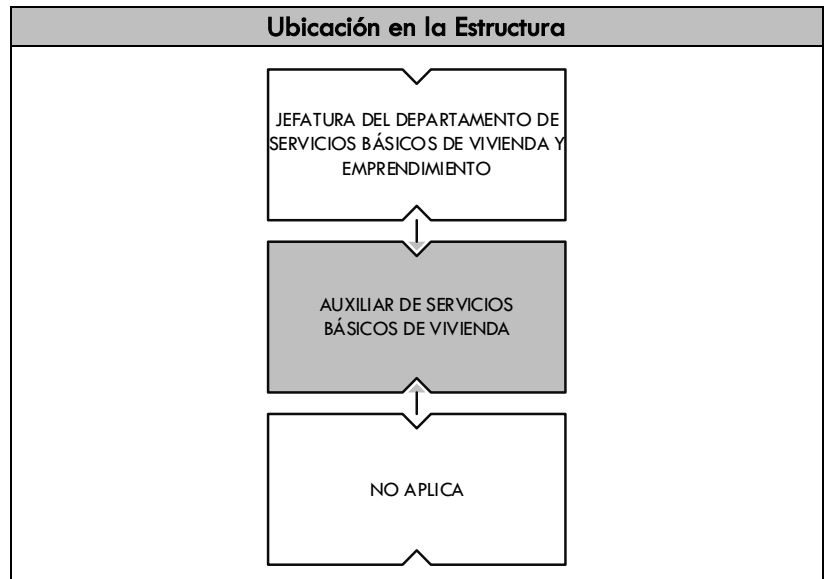 Ubicación en la Estructura
JEFATURA DEL DEPARTAMENTO DE
SERVICIOS BÁSICOS DE VIVIENDA Y
EMPRENDIMIENTO
AUXILIAR DE SERVICIOS
BÁSICOS DE VIVIENDA
NO APLICA